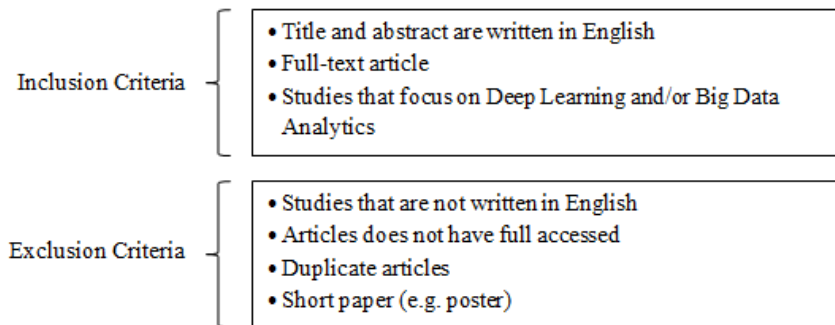 Inclusion Criteria
• Title and abstract are written in English
• Full-text article
• Studies that focus on Deep Learning and/or Big Data
Analytics
Exclusion Criteria
• Studies that are not written in English
• Articles does not have full accessed
• Duplicate articles
• Short paper (e.g. poster)